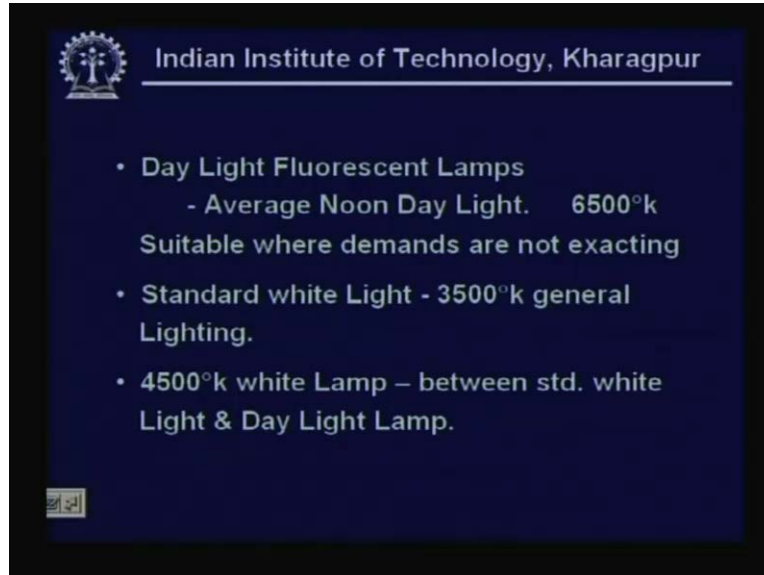 Indian Institute of Technology, Kharagpur
• Day Light Fluorescent Lamps
- Average Noon Day Light. 6500°k
Suitable where demands are not exacting
• Standard white Light - 3500°k general
Lighting.
• 4500°k white Lamp – between std. white
Light & Day Light Lamp.